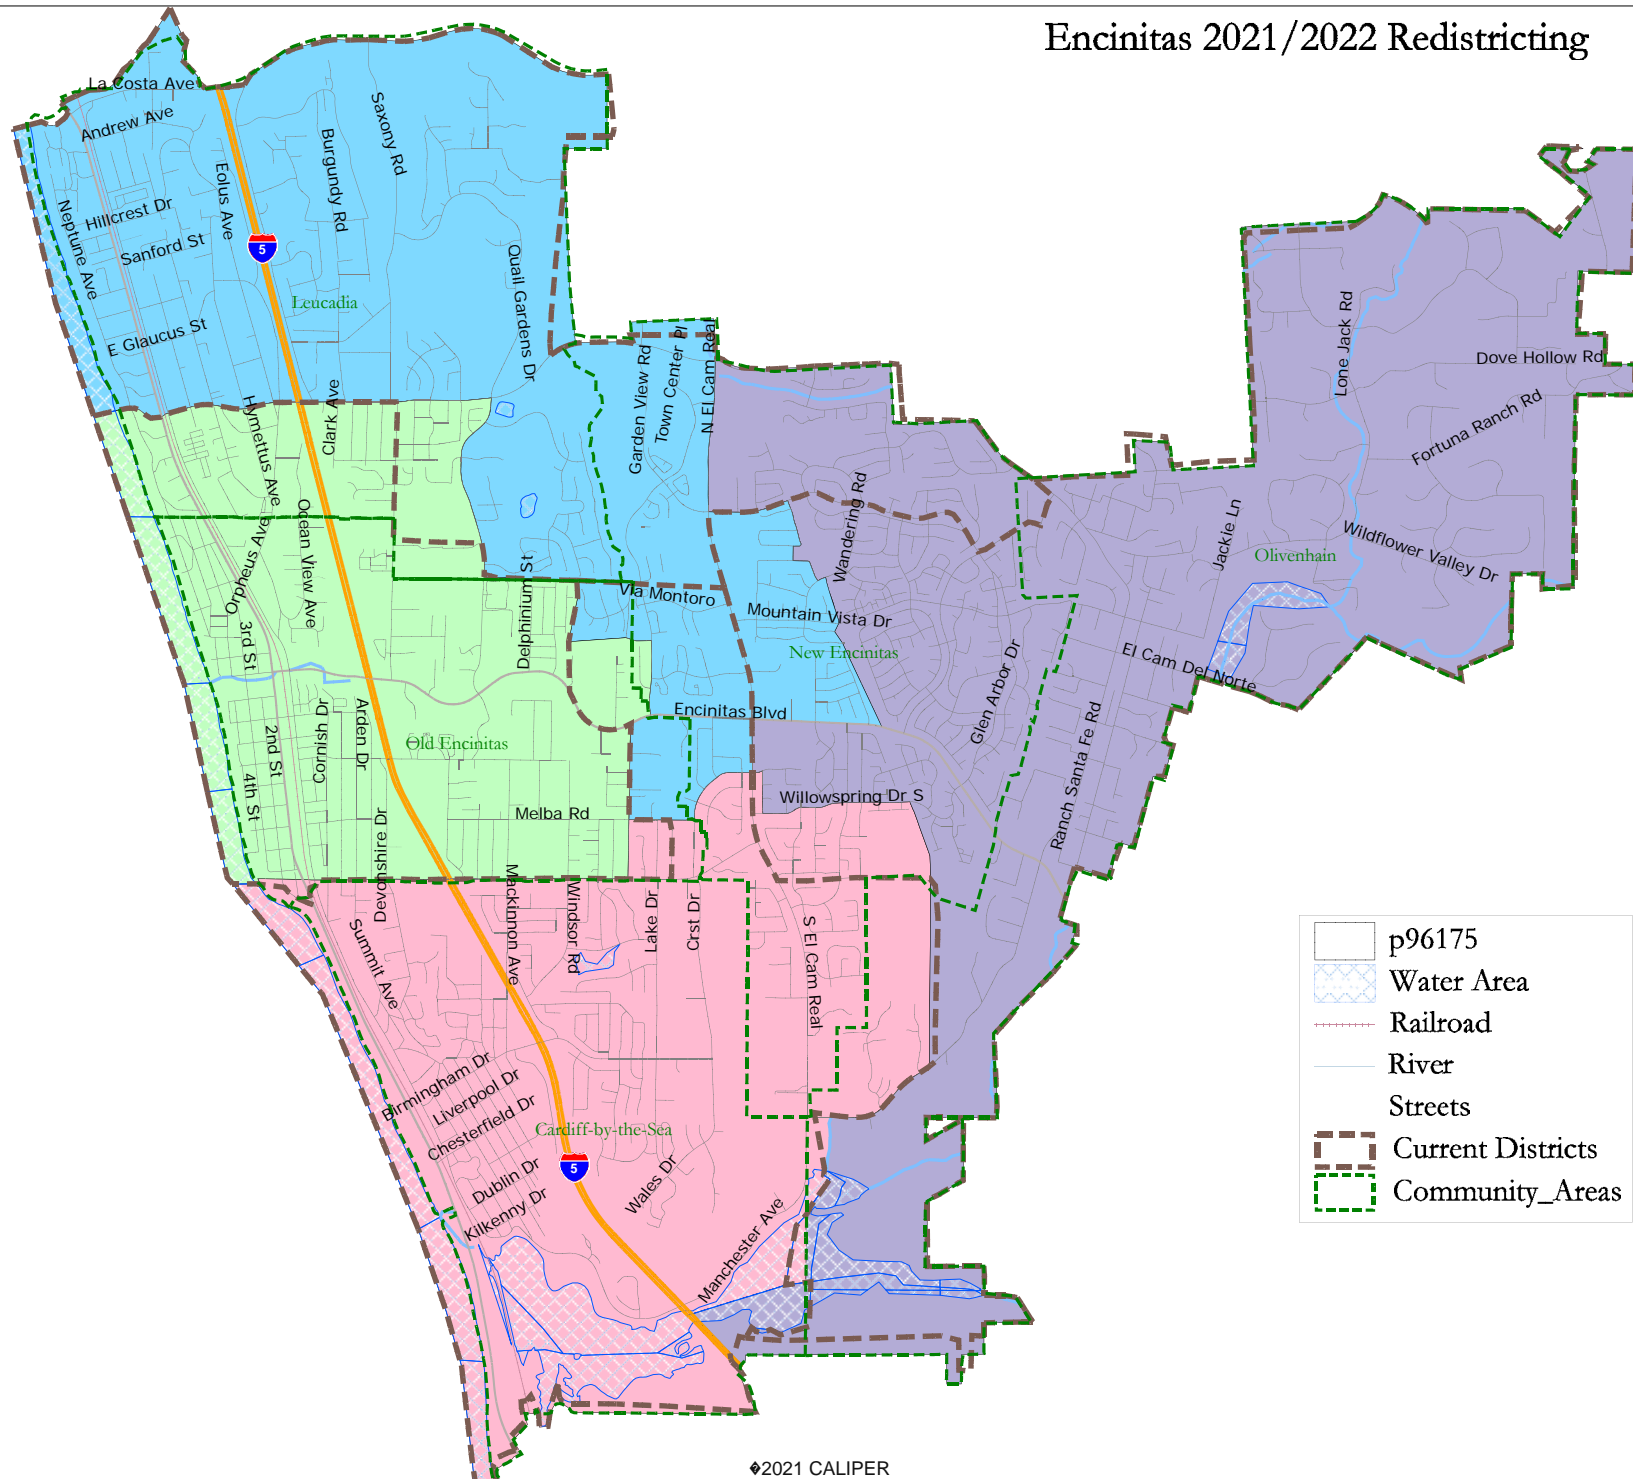 Encinitas 2021/2022 Redistricting
La Costa Ave
Andrew Ave
Saxony Rd
Burgundy Rd
Eolus Ave
Neptune Ave
Hillcrest Dr
Sanford St
5
Quail Gardens Dr
Leucadia
E Glaucus St
Lone Jack Rd
Dove Hollow Rd
Fortuna Ranch Rd
Garden View Rd
Town Center Pl
N El Cam Real
Hymettus Ave
Clark Ave
Wandering Rd
Jackie Ln
Olivenhain
Wildflower Valley Dr
Orpheus Ave
Ocean View Ave
Delphinium St
Via Montoro
Mountain Vista Dr
New Encinitas
3rd St
El Cam Del Norte
Glen Arbor Dr
Ranch Santa Fe Rd
Encinitas Blvd
2nd St
Cornish Dr
Arden Dr
Old Encinitas
4th St
Willowspring Dr S
Melba Rd
Devonshire Dr
Mackinnon Ave
Windsor Rd
Lake Dr
Crst Dr
S El Cam Real
Summit Ave
Birmingham Dr
Liverpool Dr
Chesterfield Dr
Cardiff-by-the-Sea
5
Dublin Dr
Kilkenny Dr
Wales Dr
Manchester Ave
p96175
Water Area
Railroad
River
Streets
Current Districts
Community_Areas
�2021 CALIPER